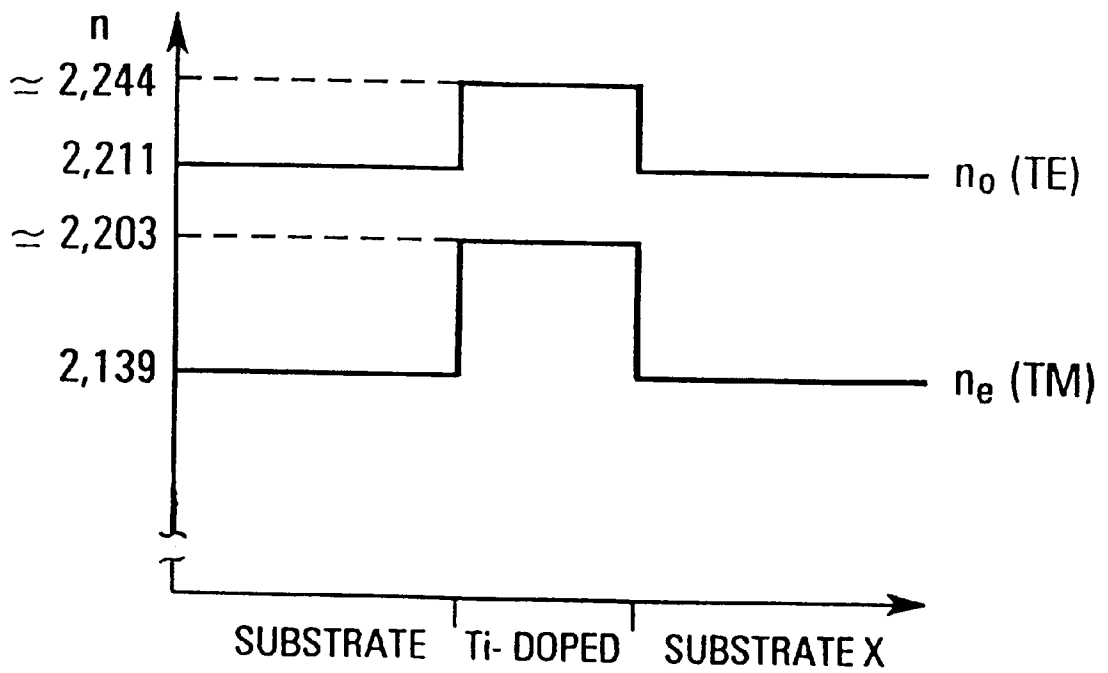 n
≃ 2,244
2,211
n₀ (TE)
≃ 2,203
2,139
nₑ (TM)
SUBSTRATE Ti- DOPED SUBSTRATE X